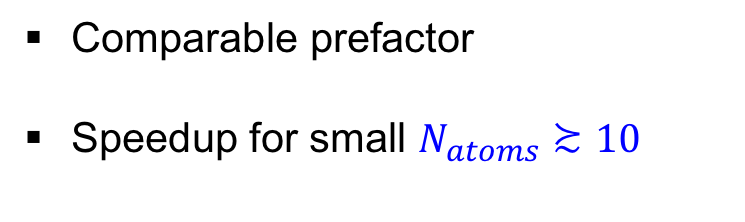 ▪ Comparable prefactor
▪ Speedup for small N_atoms ≳ 10